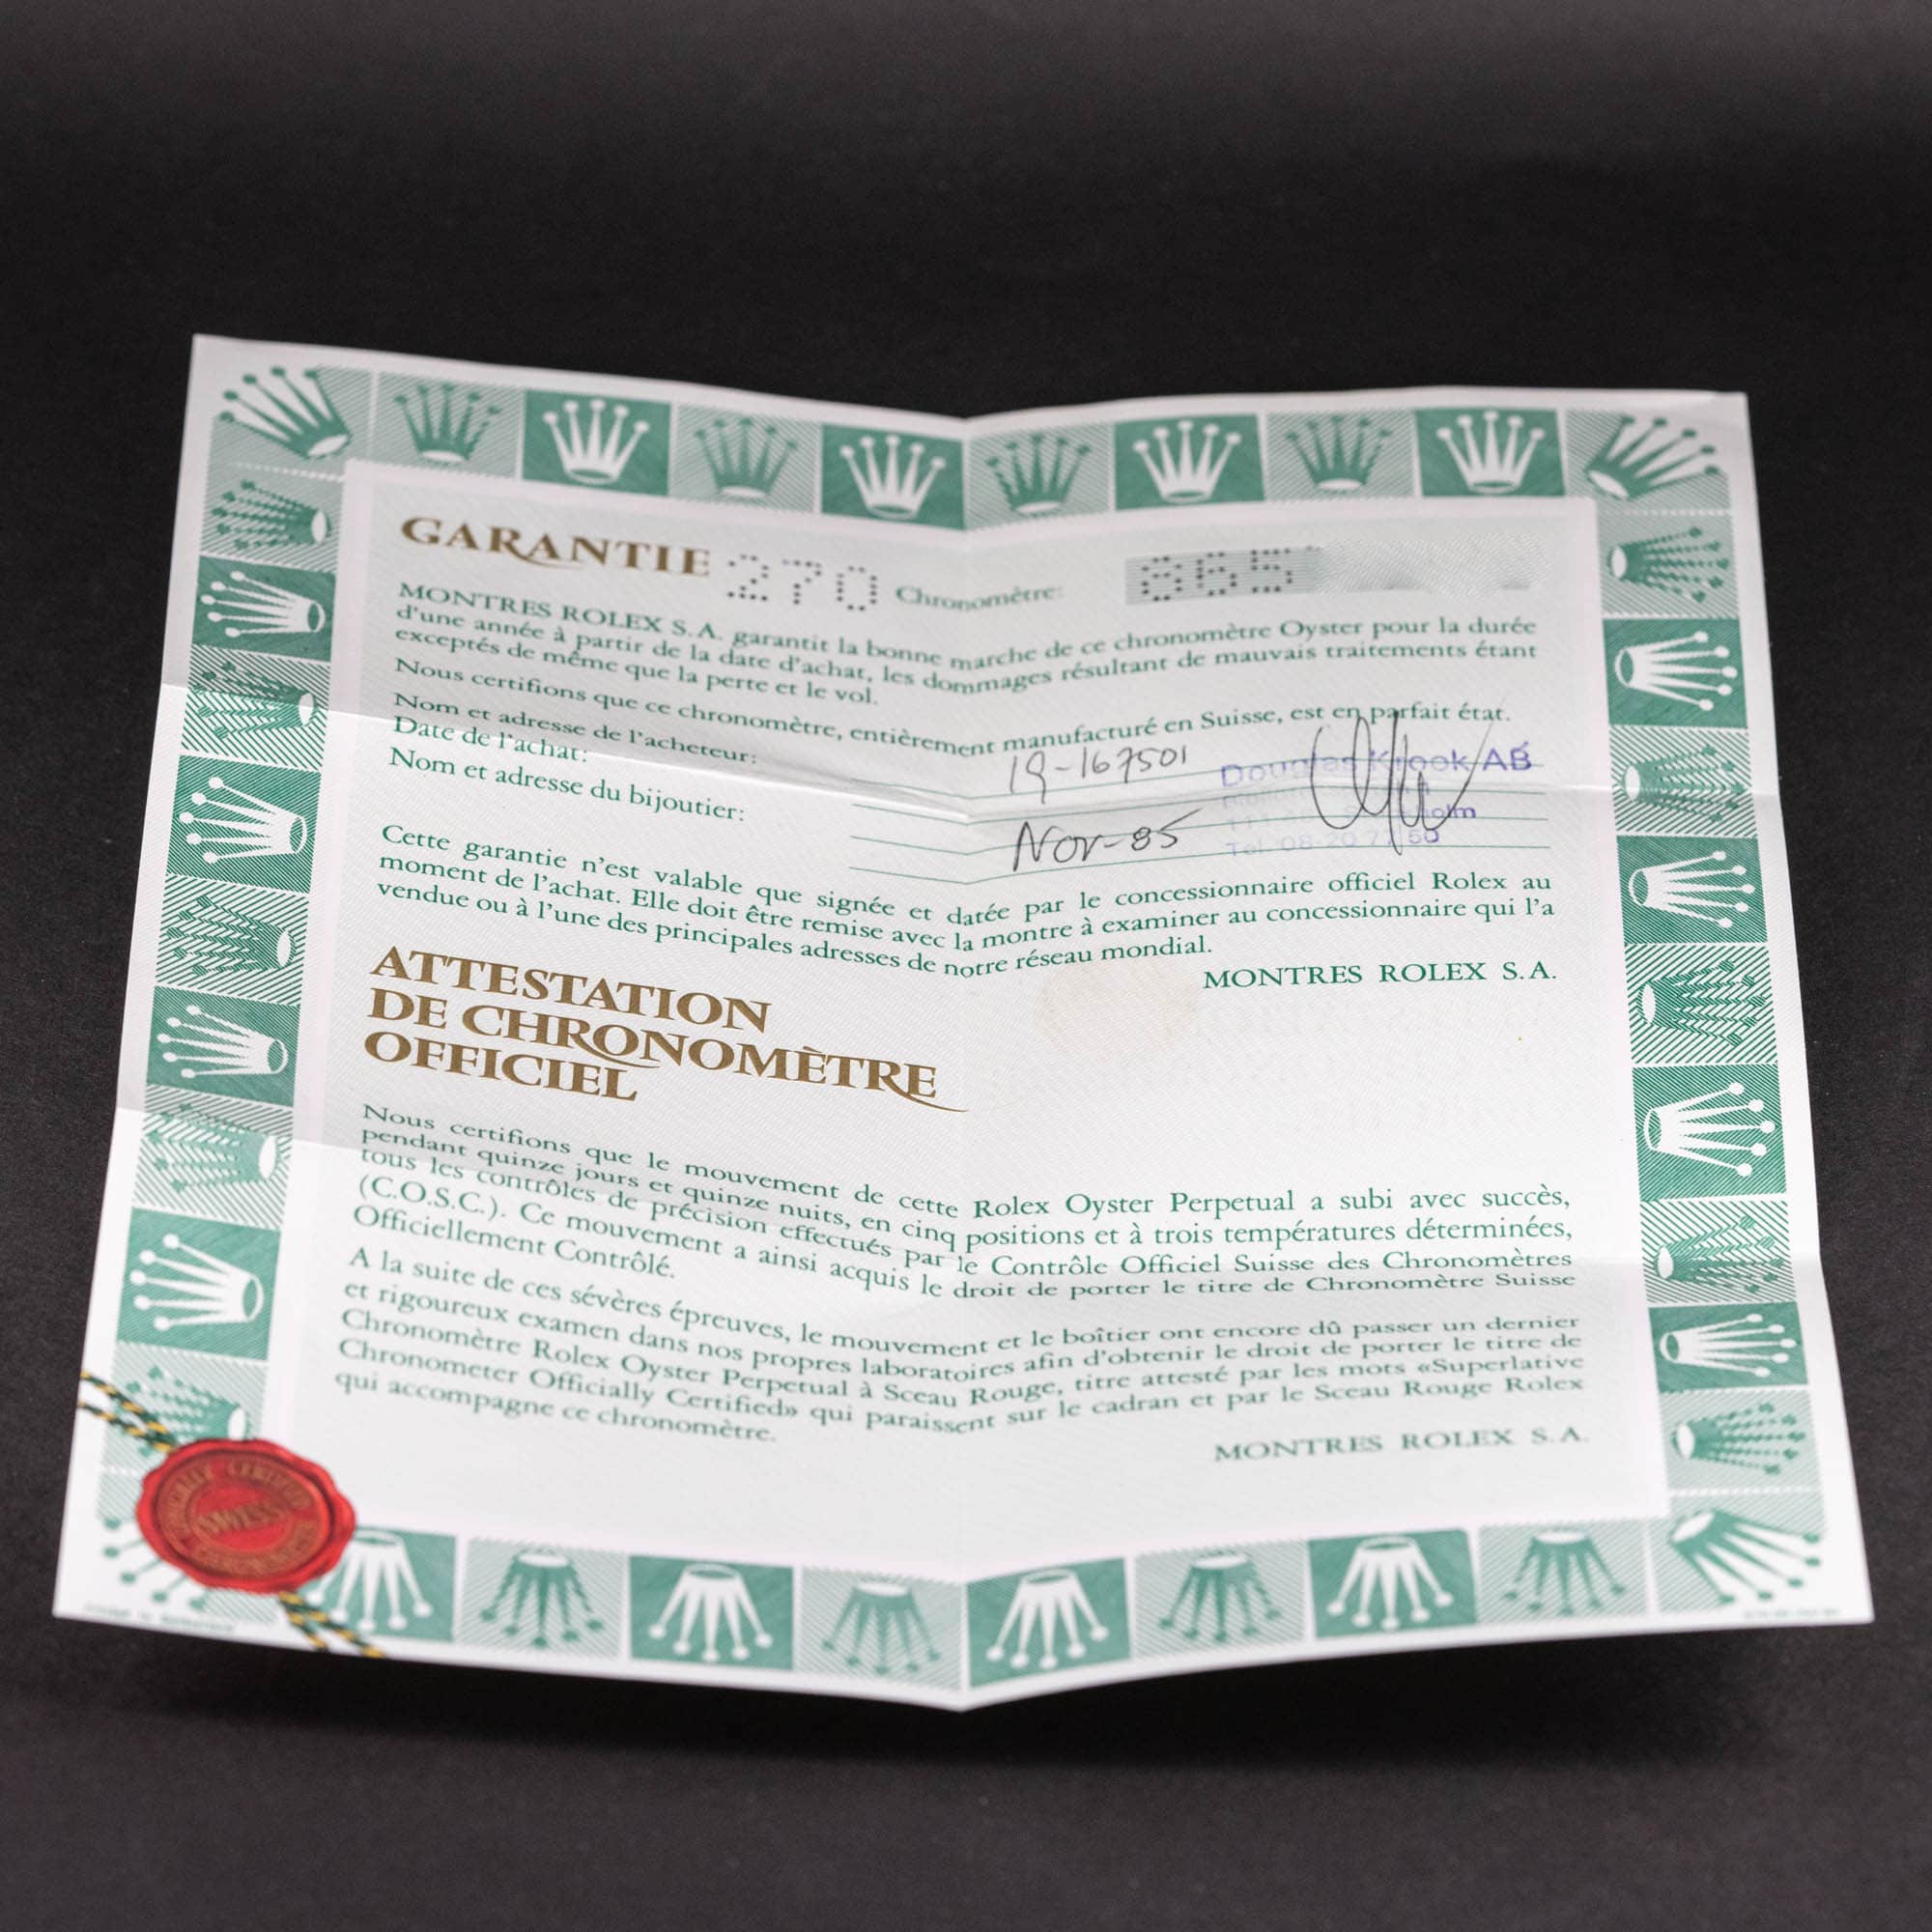 GARANTIE 270 Chronomètre: 865
MONTRES ROLEX S.A. garantit la bonne marche de ce chronomètre Oyster pour la durée
d'une année à partir de la date d'achat, les dommages résultant de mauvais traitements étant
exceptés de même que la perte et le vol.
Nous certifions que ce chronomètre, entièrement manufacturé en Suisse, est en parfait état.
Nom et adresse de l'acheteur: 19-167501
Date de l'achat: Nov-85
Nom et adresse du bijoutier:
Douglas Krook AB
Tel. 08-20
Cette garantie n'est valable que signée et datée par le concessionnaire officiel Rolex au
moment de l'achat. Elle doit être remise avec la montre à examiner au concessionnaire qui l'a
vendue ou à l'une des principales adresses de notre réseau mondial.
MONTRES ROLEX S.A.
ATTESTATION
DE CHRONOMÈTRE
OFFICIEL
Nous certifions que le mouvement de cette Rolex Oyster Perpetual a subi avec succès,
pendant quinze jours et quinze nuits, en cinq positions et à trois températures déterminées,
tous les contrôles de précision effectués par le Contrôle Officiel Suisse des Chronomètres
(C.O.S.C.). Ce mouvement a ainsi acquis le droit de porter le titre de Chronomètre Suisse
Officiellement Contrôlé.
A la suite de ces sévères épreuves, le mouvement et le boîtier ont encore dû passer un dernier
et rigoureux examen dans nos propres laboratoires afin d'obtenir le droit de porter le titre de
Chronomètre Rolex Oyster Perpetual à Sceau Rouge, titre attesté par les mots «Superlative
Chronometer Officially Certified» qui paraissent sur le cadran et par le Sceau Rouge Rolex
qui accompagne ce chronomètre.
MONTRES ROLEX S.A.
OFFICIALLY CERTIFIED
SWISS
CHRONOMETER